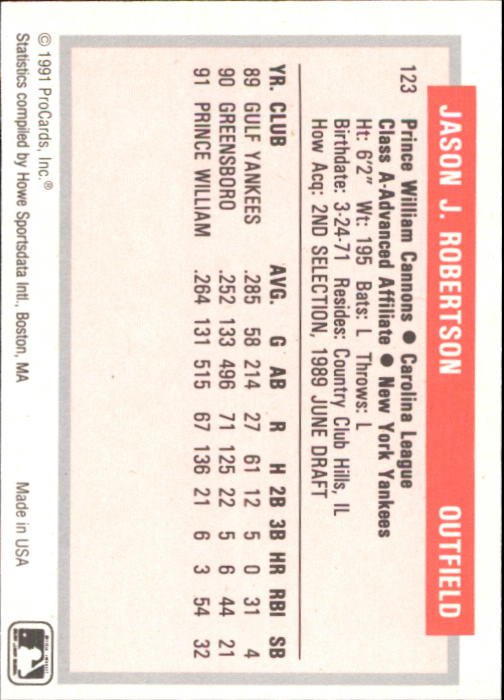 JASON J. ROBERTSON OUTFIELD
123 Prince William Cannons ● Carolina League
Class A-Advanced Affiliate ● New York Yankees
Ht: 6'2" Wt: 195 Bats: L Throws: L
Birthdate: 3-24-71 Resides: Country Club Hills, IL
How Acq: 2ND SELECTION, 1989 JUNE DRAFT
YR. CLUB AVG. G AB R H 2B 3B HR RBI SB
89 GULF YANKEES .285 58 214 27 61 12 5 0 31 4
90 GREENSBORO .252 133 496 71 125 22 5 6 44 21
91 PRINCE WILLIAM .264 131 515 67 136 21 6 3 54 32
© 1991 ProCards, Inc.® Made in USA
Statistics compiled by Howe Sportsdata Intl., Boston, MA